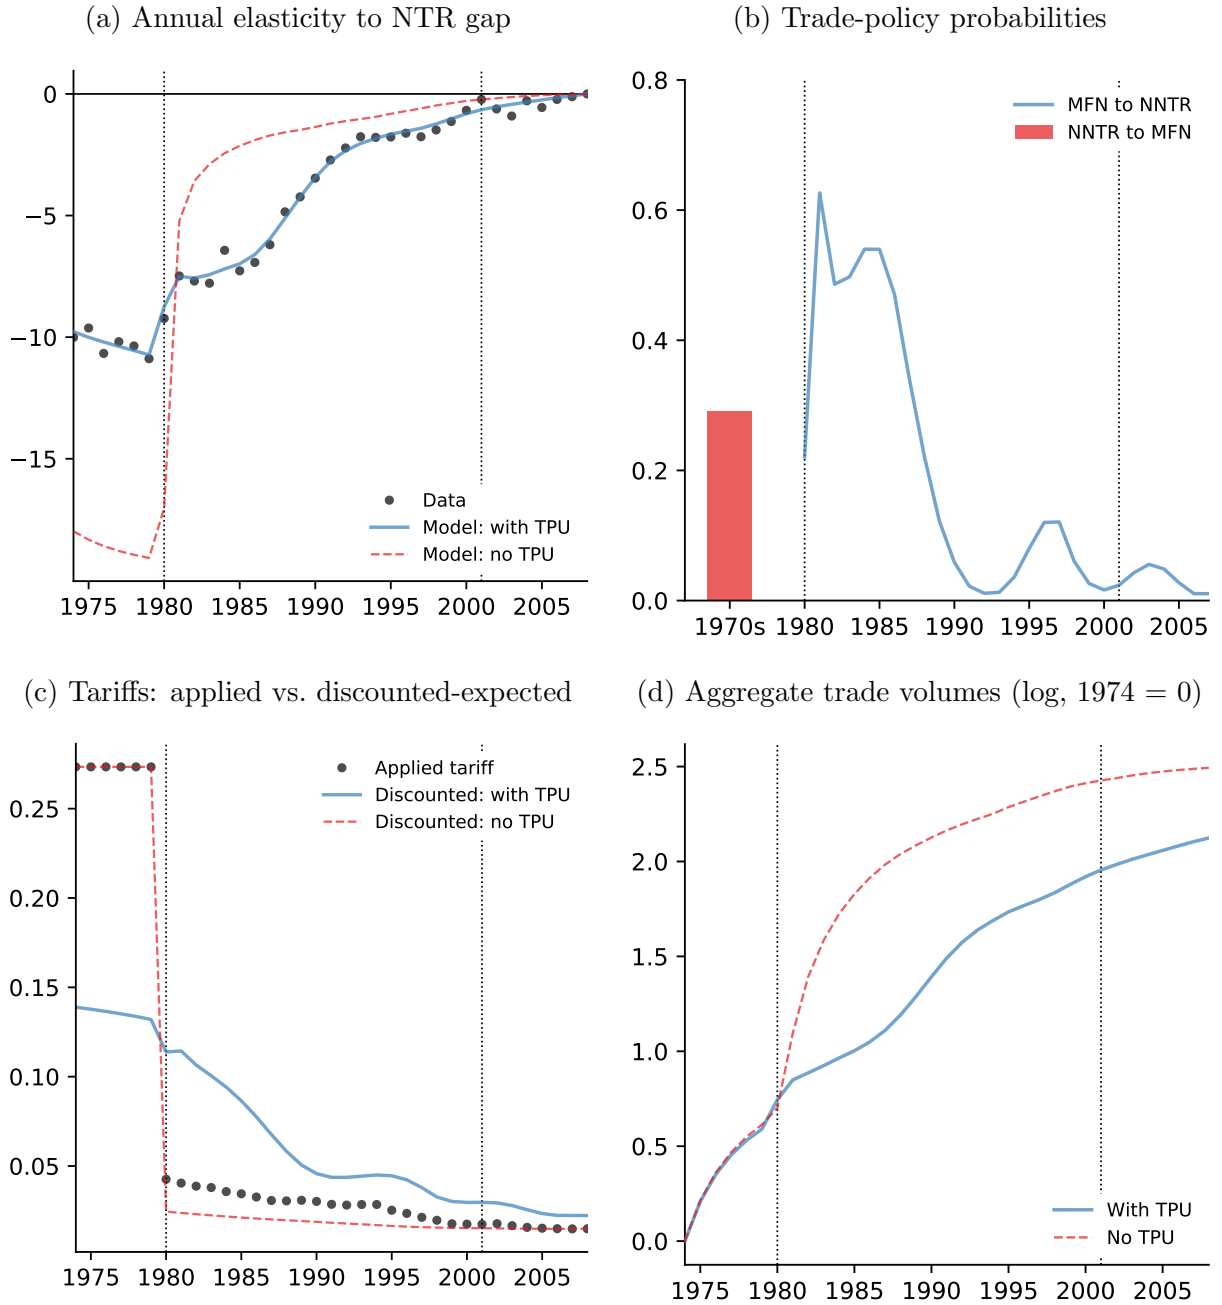 (a) Annual elasticity to NTR gap
0
−5
−10
−15
1975 1980 1985 1990 1995 2000 2005
Data
Model: with TPU
Model: no TPU
(b) Trade-policy probabilities
0.8
0.6
0.4
0.2
0.0
1970s 1980 1985 1990 1995 2000 2005
MFN to NNTR
NNTR to MFN
(c) Tariffs: applied vs. discounted-expected
0.25
0.20
0.15
0.10
0.05
1975 1980 1985 1990 1995 2000 2005
Applied tariff
Discounted: with TPU
Discounted: no TPU
(d) Aggregate trade volumes (log, 1974 = 0)
2.5
2.0
1.5
1.0
0.5
0.0
1975 1980 1985 1990 1995 2000 2005
With TPU
No TPU